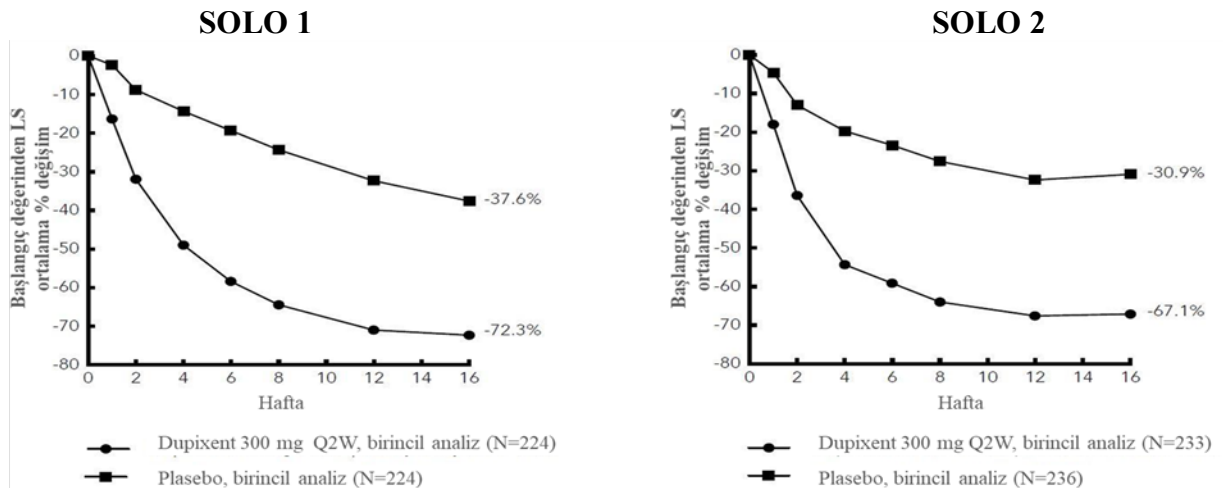 SOLO 1
Başlangıç değerinden LS
ortalama % değişim
0
-10
-20
-30
-40
-50
-60
-70
-80
-37.6%
-72.3%
0 2 4 6 8 10 12 14 16
Hafta
Dupixent 300 mg Q2W, birincil analiz (N=224)
Plasebo, birincil analiz (N=224)
SOLO 2
Başlangıç değerinden LS
ortalama % değişim
0
-10
-20
-30
-40
-50
-60
-70
-80
-30.9%
-67.1%
0 2 4 6 8 10 12 14 16
Hafta
Dupixent 300 mg Q2W, birincil analiz (N=233)
Plasebo, birincil analiz (N=236)